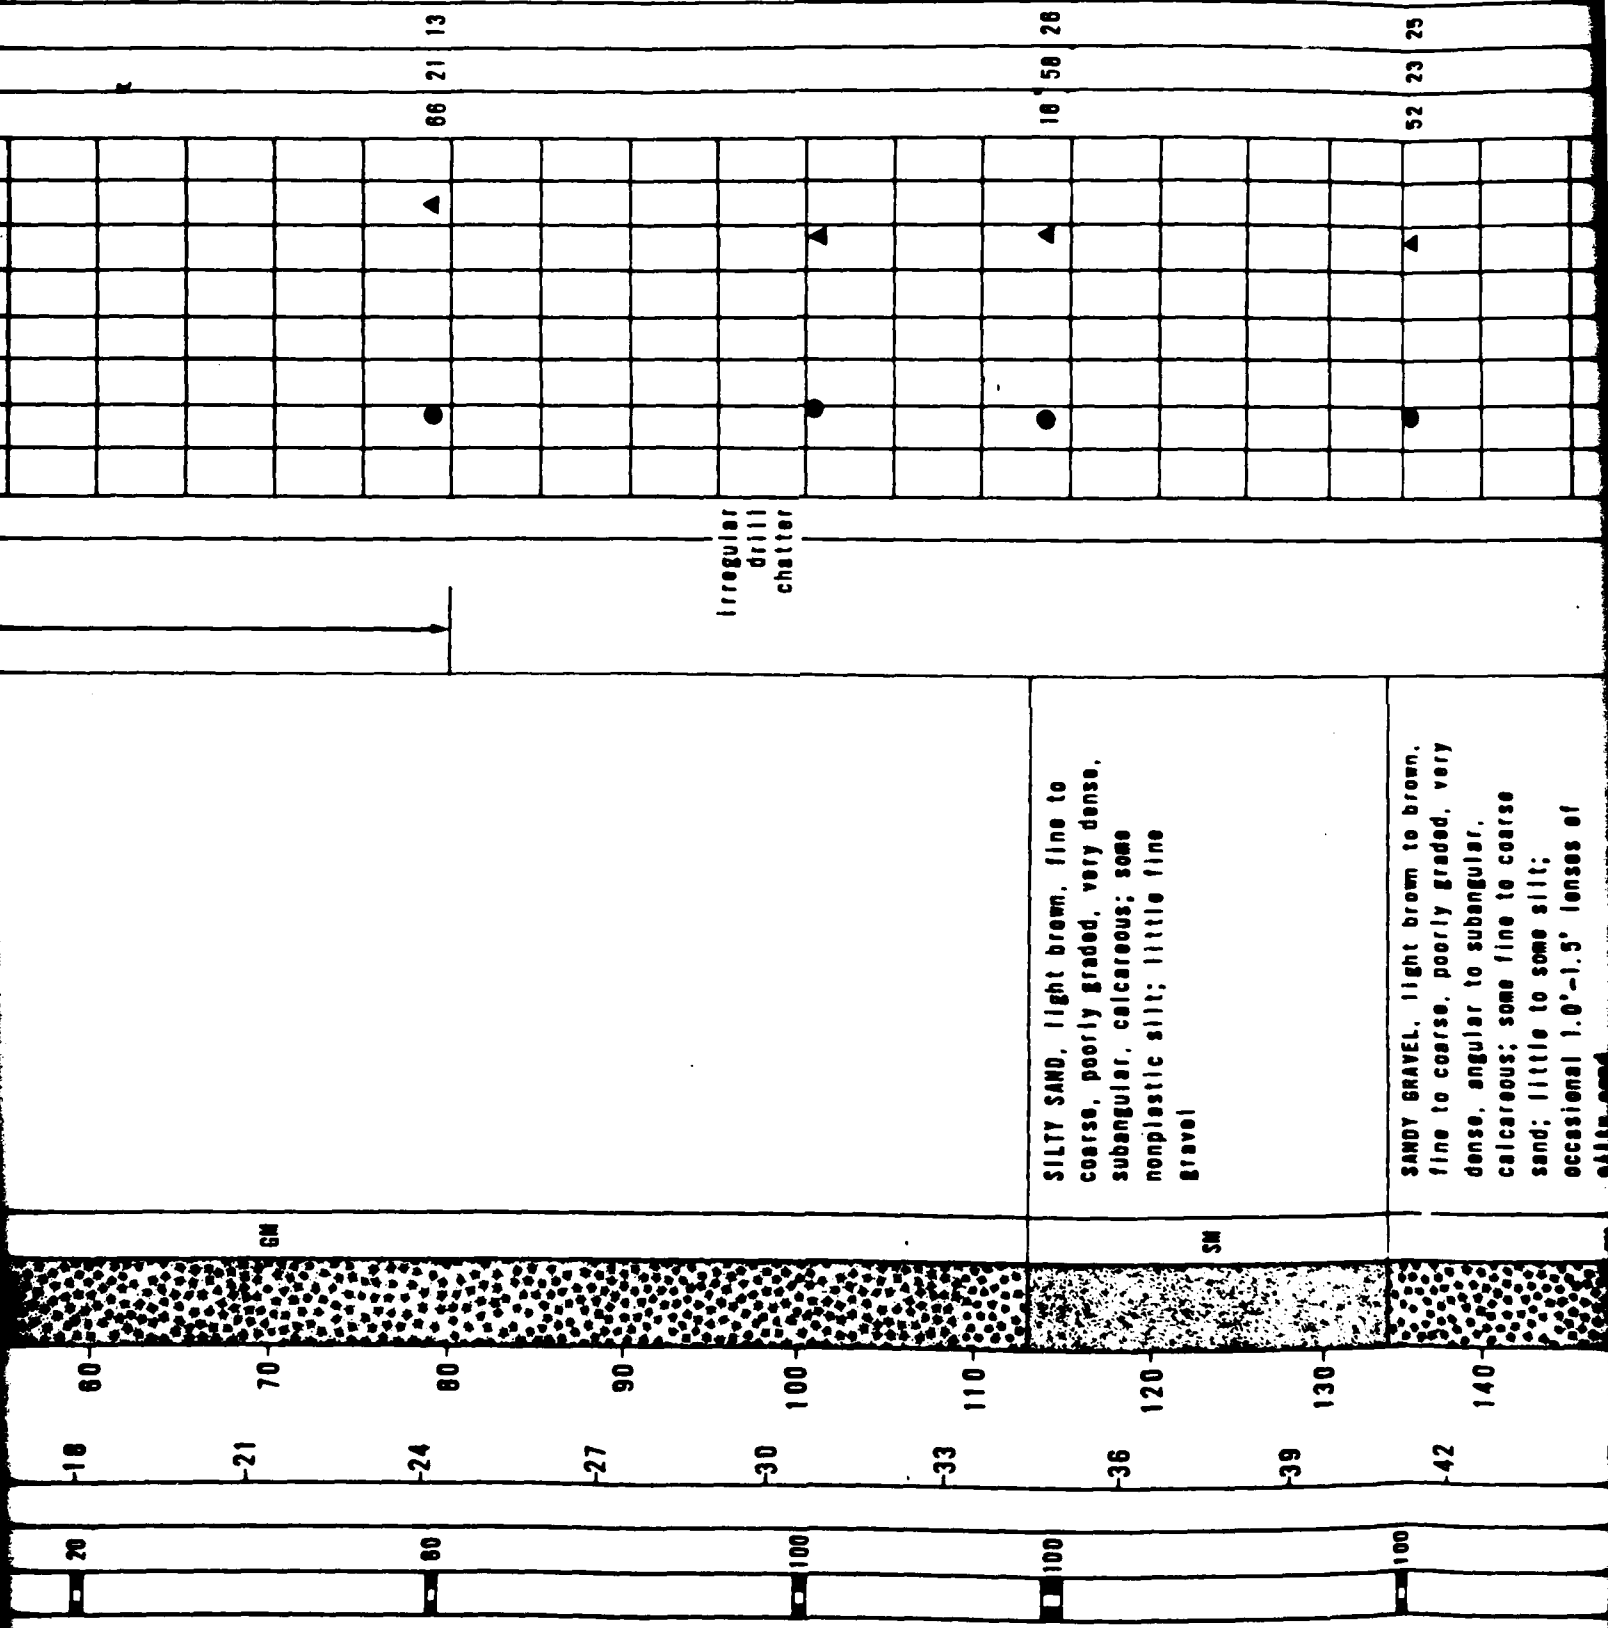 20
80
100
100
100
18
21
24
27
30
33
36
39
42
60
70
80
90
100
110
120
130
140
GM
SM
SILTY SAND, light brown, fine to
coarse, poorly graded, very dense,
subangular, calcareous; some
nonplastic silt; little fine
gravel
SANDY GRAVEL, light brown to brown,
fine to coarse, poorly graded, very
dense, angular to subangular,
calcareous; some fine to coarse
sand; little to some silt;
occasional 1.0'-1.5' lenses of
irregular
drill
chatter
66 21 13
16 58 26
52 23 25